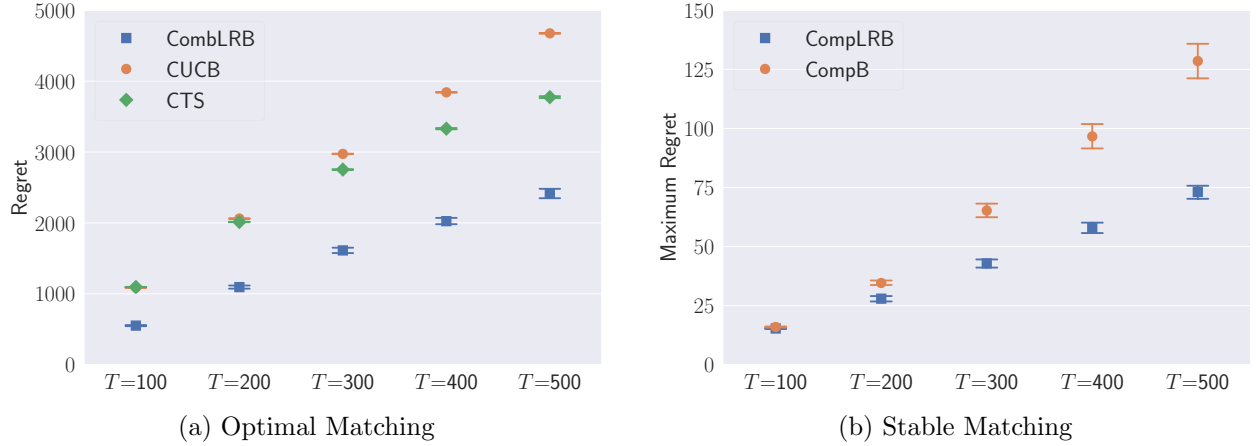 5000
4000
3000
2000
1000
0
Regret
CombLRB
CUCB
CTS
T=100 T=200 T=300 T=400 T=500
(a) Optimal Matching
150
125
100
75
50
25
0
Maximum Regret
CompLRB
CompB
T=100 T=200 T=300 T=400 T=500
(b) Stable Matching